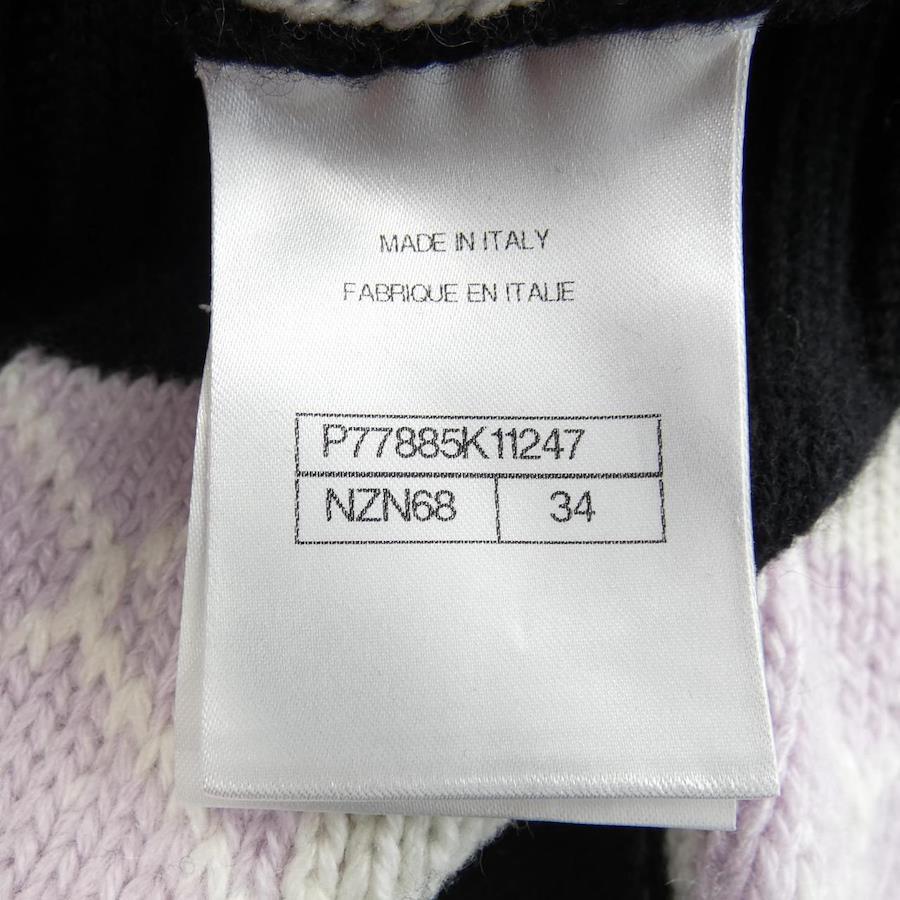 MADE IN ITALY
FABRIQUE EN ITALIE
P77885K11247
NZN68 34